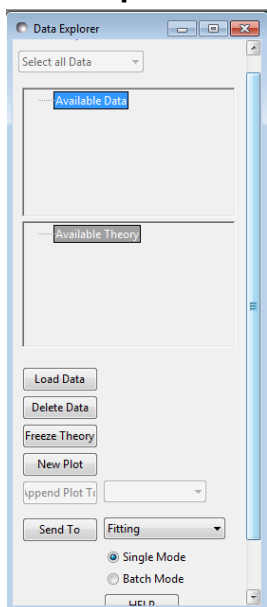 Data Explorer
Select all Data
Available Data
Available Theory
Load Data
Delete Data
Freeze Theory
New Plot
Append Plot To
Send To Fitting
Single Mode
Batch Mode
HELP